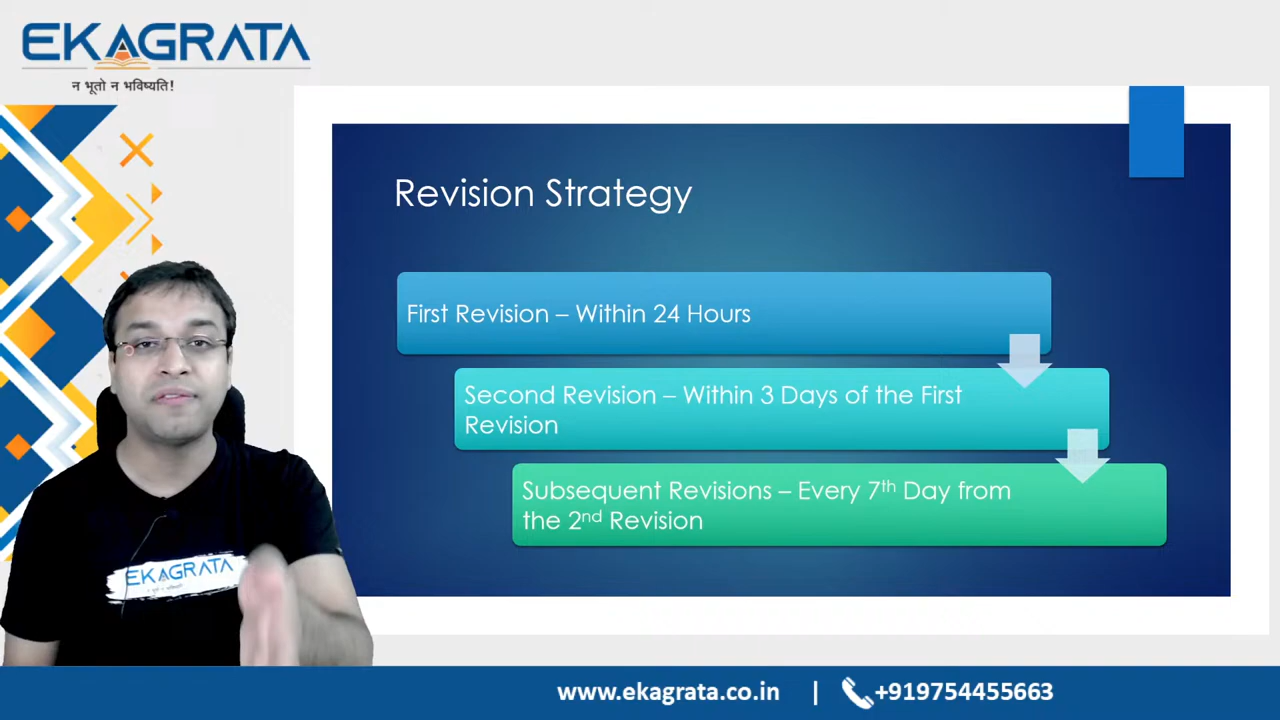 EKAGRATA
न भूतो न भविष्यति!
Revision Strategy
First Revision – Within 24 Hours
Second Revision – Within 3 Days of the First
Revision
Subsequent Revisions – Every 7th Day from
the 2nd Revision
EKAGRATA
www.ekagrata.co.in | +919754455663